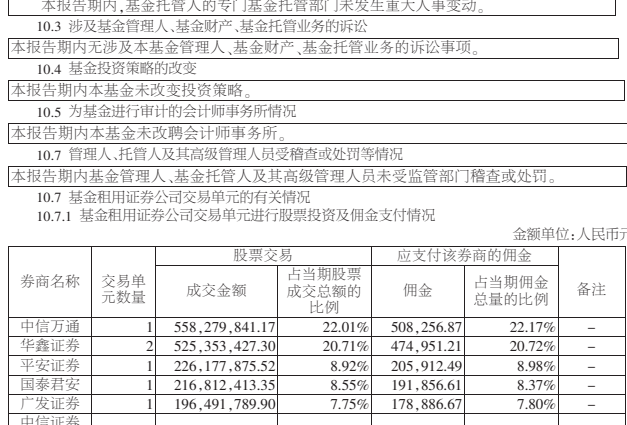 本报告期内,基金托管人的专门基金托管部门未发生重大人事变动。
10.3 涉及基金管理人、基金财产、基金托管业务的诉讼
本报告期内无涉及本基金管理人、基金财产、基金托管业务的诉讼事项。
10.4 基金投资策略的改变
本报告期内本基金未改变投资策略。
10.5 为基金进行审计的会计师事务所情况
本报告期内本基金未改聘会计师事务所。
10.7 管理人、托管人及其高级管理人员受稽查或处罚等情况
本报告期内基金管理人、基金托管人及其高级管理人员未受监管部门稽查或处罚。
10.7 基金租用证券公司交易单元的有关情况
10.7.1 基金租用证券公司交易单元进行股票投资及佣金支付情况
金额单位:人民币元
券商名称 交易单元数量 股票交易 应支付该券商的佣金 备注
成交金额 占当期股票成交总额的比例 佣金 占当期佣金总量的比例
中信万通 1 558,279,841.17 22.01% 508,256.87 22.17% –
华鑫证券 2 525,353,427.30 20.71% 474,951.21 20.72% –
平安证券 1 226,177,875.52 8.92% 205,912.49 8.98% –
国泰君安 1 216,812,413.35 8.55% 191,856.61 8.37% –
广发证券 1 196,491,789.90 7.75% 178,886.67 7.80% –
中信证券